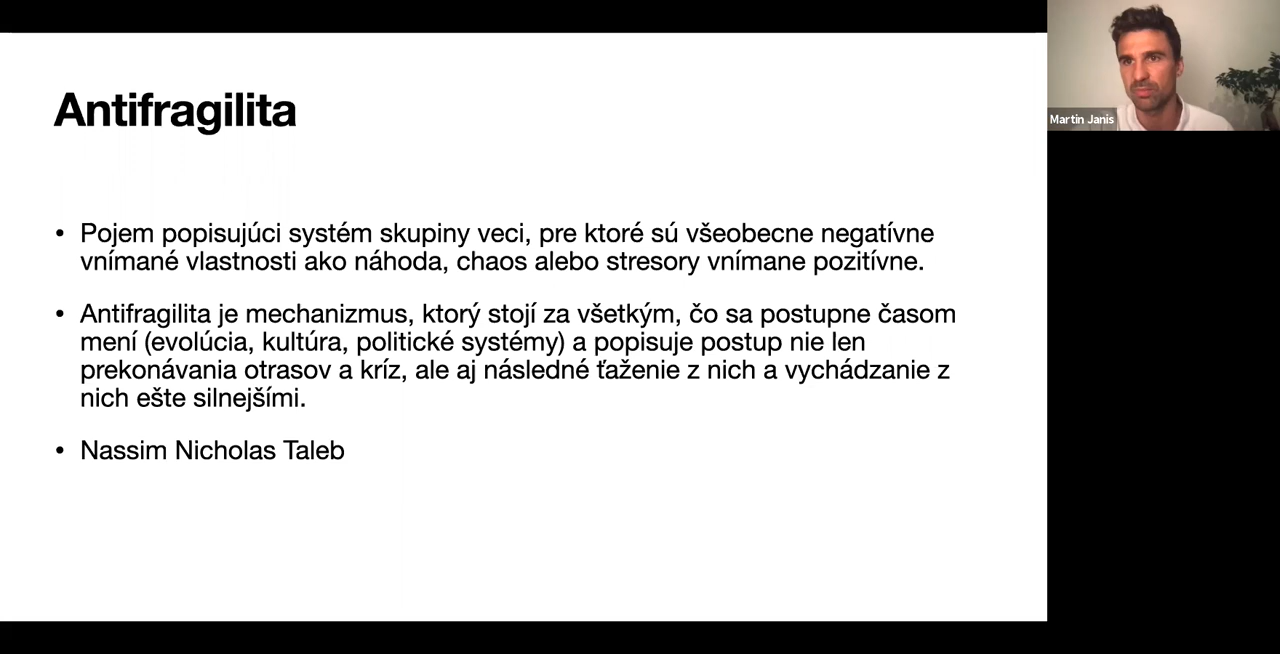 Antifragilita
• Pojem popisujúci systém skupiny veci, pre ktoré sú všeobecne negatívne
vnímané vlastnosti ako náhoda, chaos alebo stresory vnímane pozitívne.
• Antifragilita je mechanizmus, ktorý stojí za všetkým, čo sa postupne časom
mení (evolúcia, kultúra, politické systémy) a popisuje postup nie len
prekonávania otrasov a kríz, ale aj následné ťaženie z nich a vychádzanie z
nich ešte silnejšími.
• Nassim Nicholas Taleb
Martin Janis